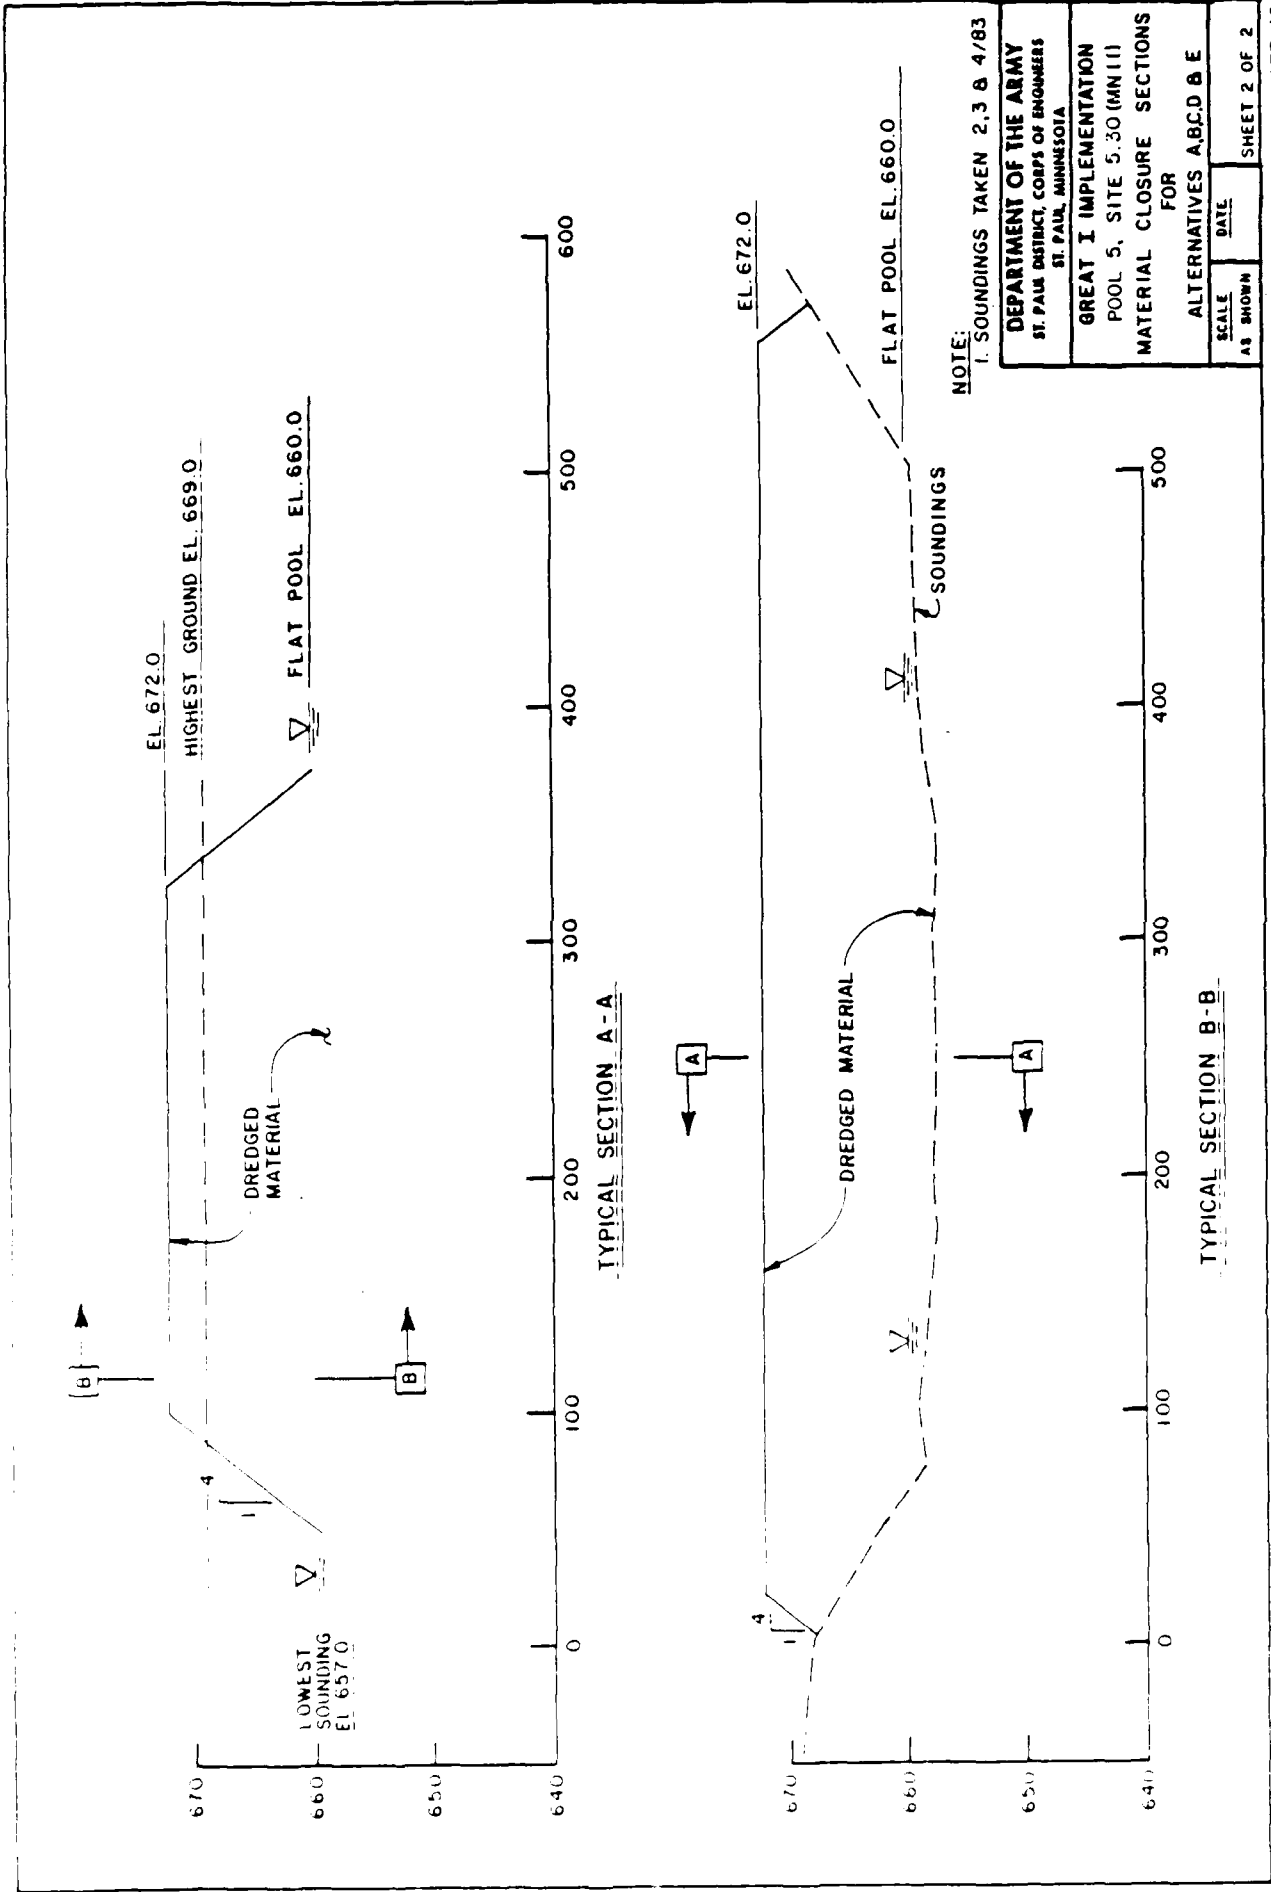 [B]
B
EL. 672.0
HIGHEST GROUND EL. 669.0
FLAT POOL EL. 660.0
DREDGED
MATERIAL
4
1
LOWEST
SOUNDING
EL 657.0
670
660
650
640
0
100
200
300
400
500
600
TYPICAL SECTION A-A
A
A
EL. 672.0
FLAT POOL EL. 660.0
DREDGED MATERIAL
SOUNDINGS
4
1
670
660
650
640
0
100
200
300
400
500
TYPICAL SECTION B-B
NOTE:
1. SOUNDINGS TAKEN 2,3 & 4/83
DEPARTMENT OF THE ARMY
ST. PAUL DISTRICT, CORPS OF ENGINEERS
ST. PAUL, MINNESOTA
GREAT I IMPLEMENTATION
POOL 5, SITE 5.30 (MN11)
MATERIAL CLOSURE SECTIONS
FOR
ALTERNATIVES A,B,C,D & E
SCALE
AS SHOWN
DATE
SHEET 2 OF 2